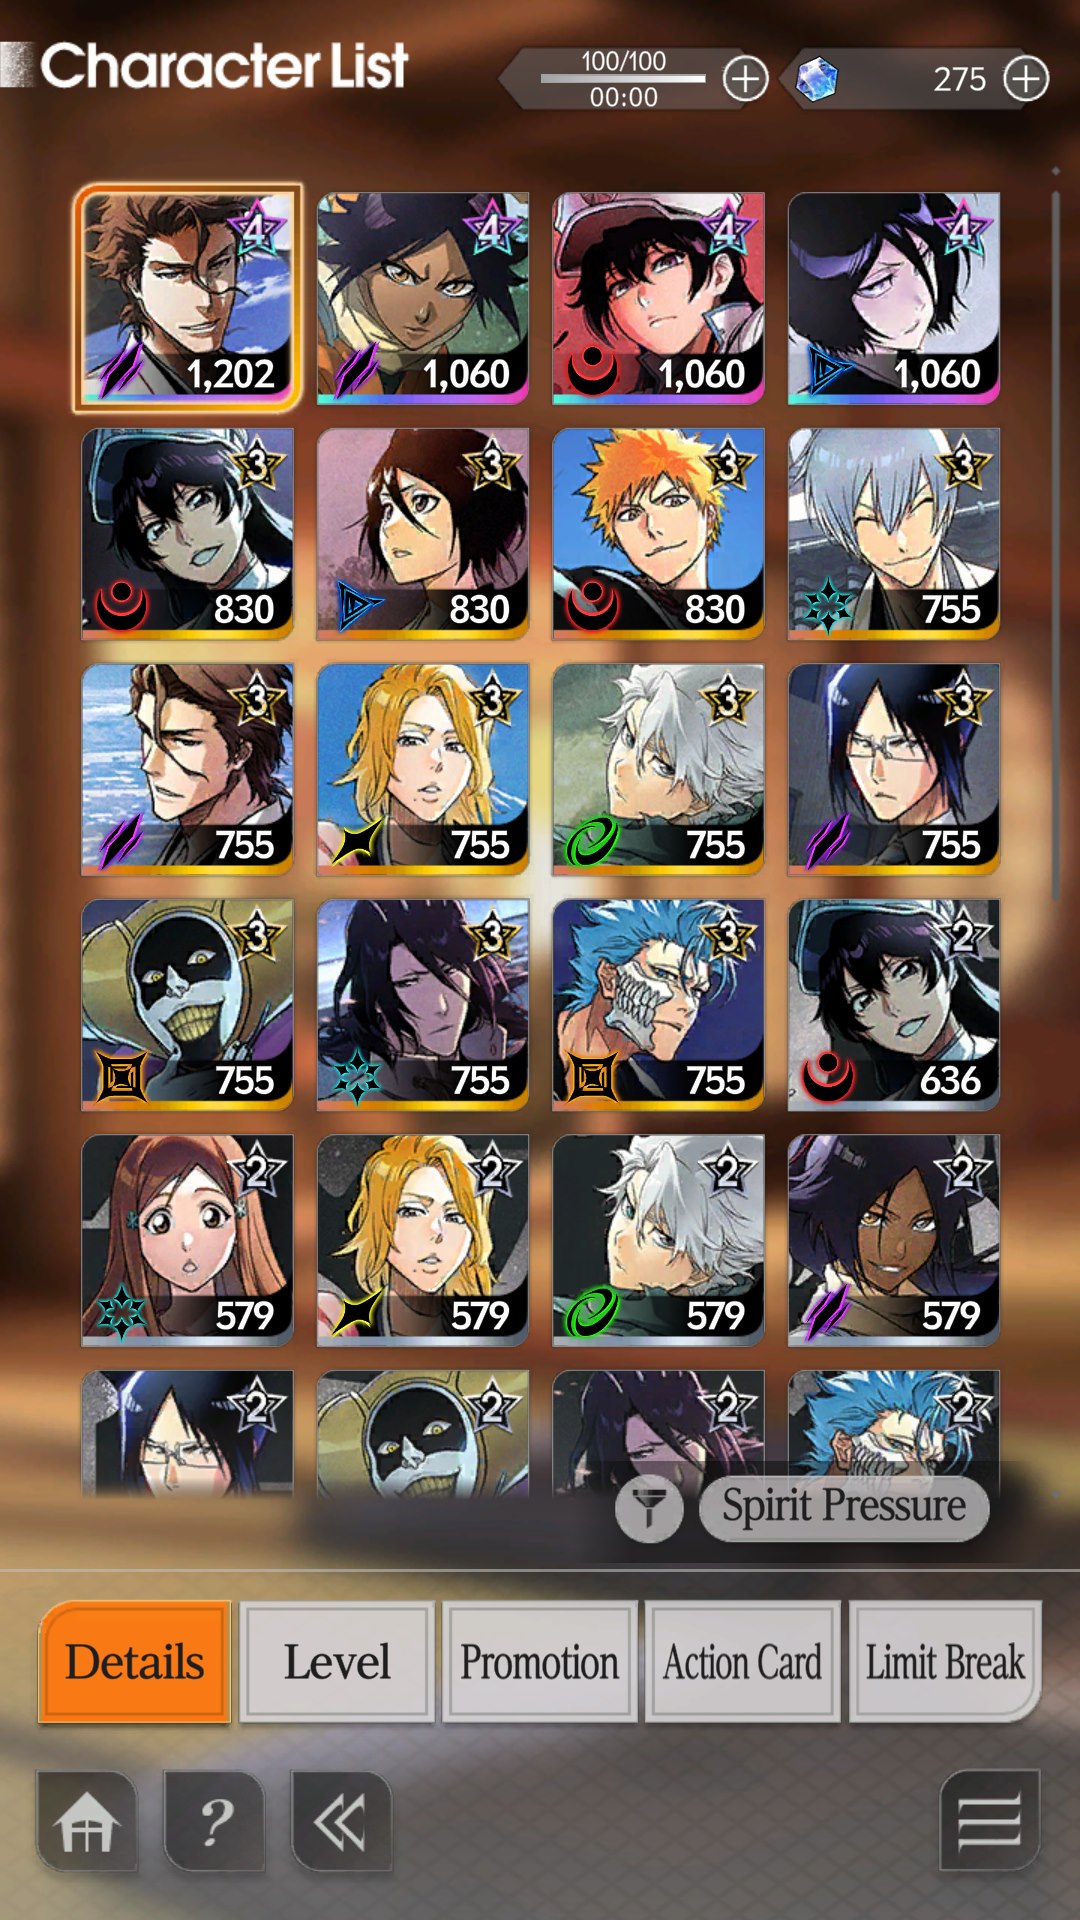 Character List
100/100
00:00
275
4 4 4 4
1,202 1,060 1,060 1,060
3 3 3 3
830 830 830 755
3 3 3 3
755 755 755 755
3 3 3 2
755 755 755 636
2 2 2 2
579 579 579 579
2 2 2 2
Spirit Pressure
Details Level Promotion Action Card Limit Break
?